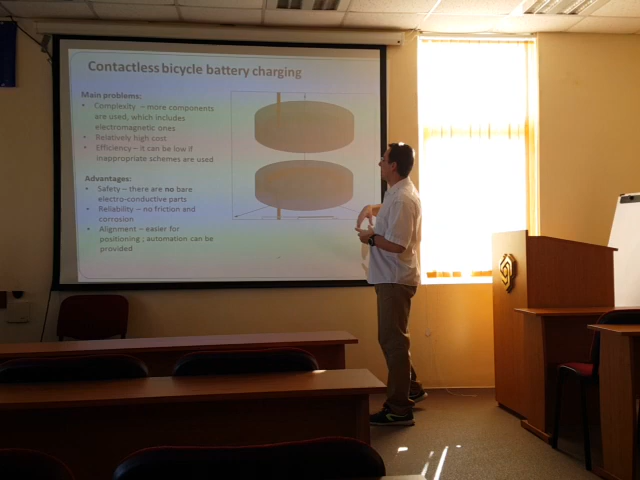 Contactless bicycle battery charging
Main problems:
• Complexity – more components
are used, which includes
electromagnetic ones
• Relatively high cost
• Efficiency – it can be low if
inappropriate schemes are used
Advantages:
• Safety – there are no bare
electro-conductive parts
• Reliability – no friction and
corrosion
• Alignment – easier for
positioning ; automation can be
provided